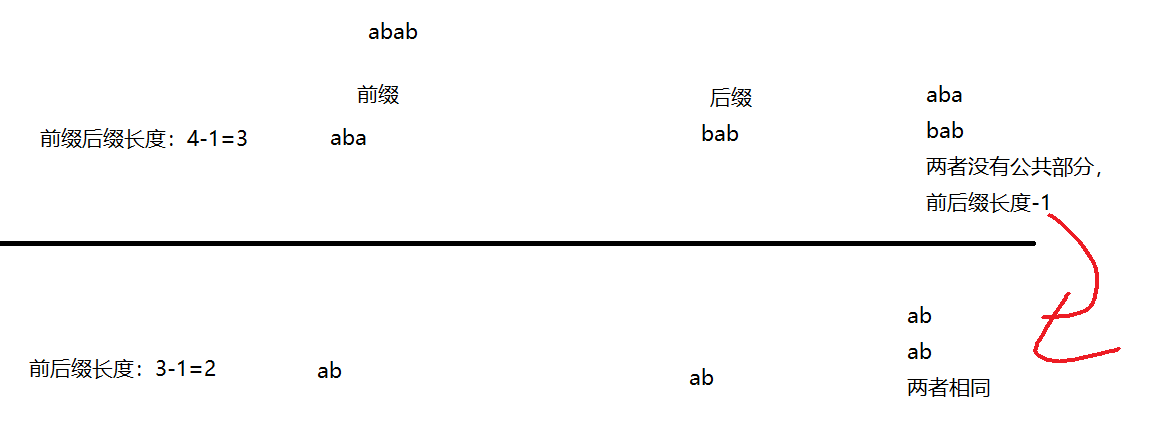 abab
前缀
后缀
前缀后缀长度：4-1=3
aba
bab
aba
bab
两者没有公共部分，
前后缀长度-1
前后缀长度：3-1=2
ab
ab
ab
ab
两者相同